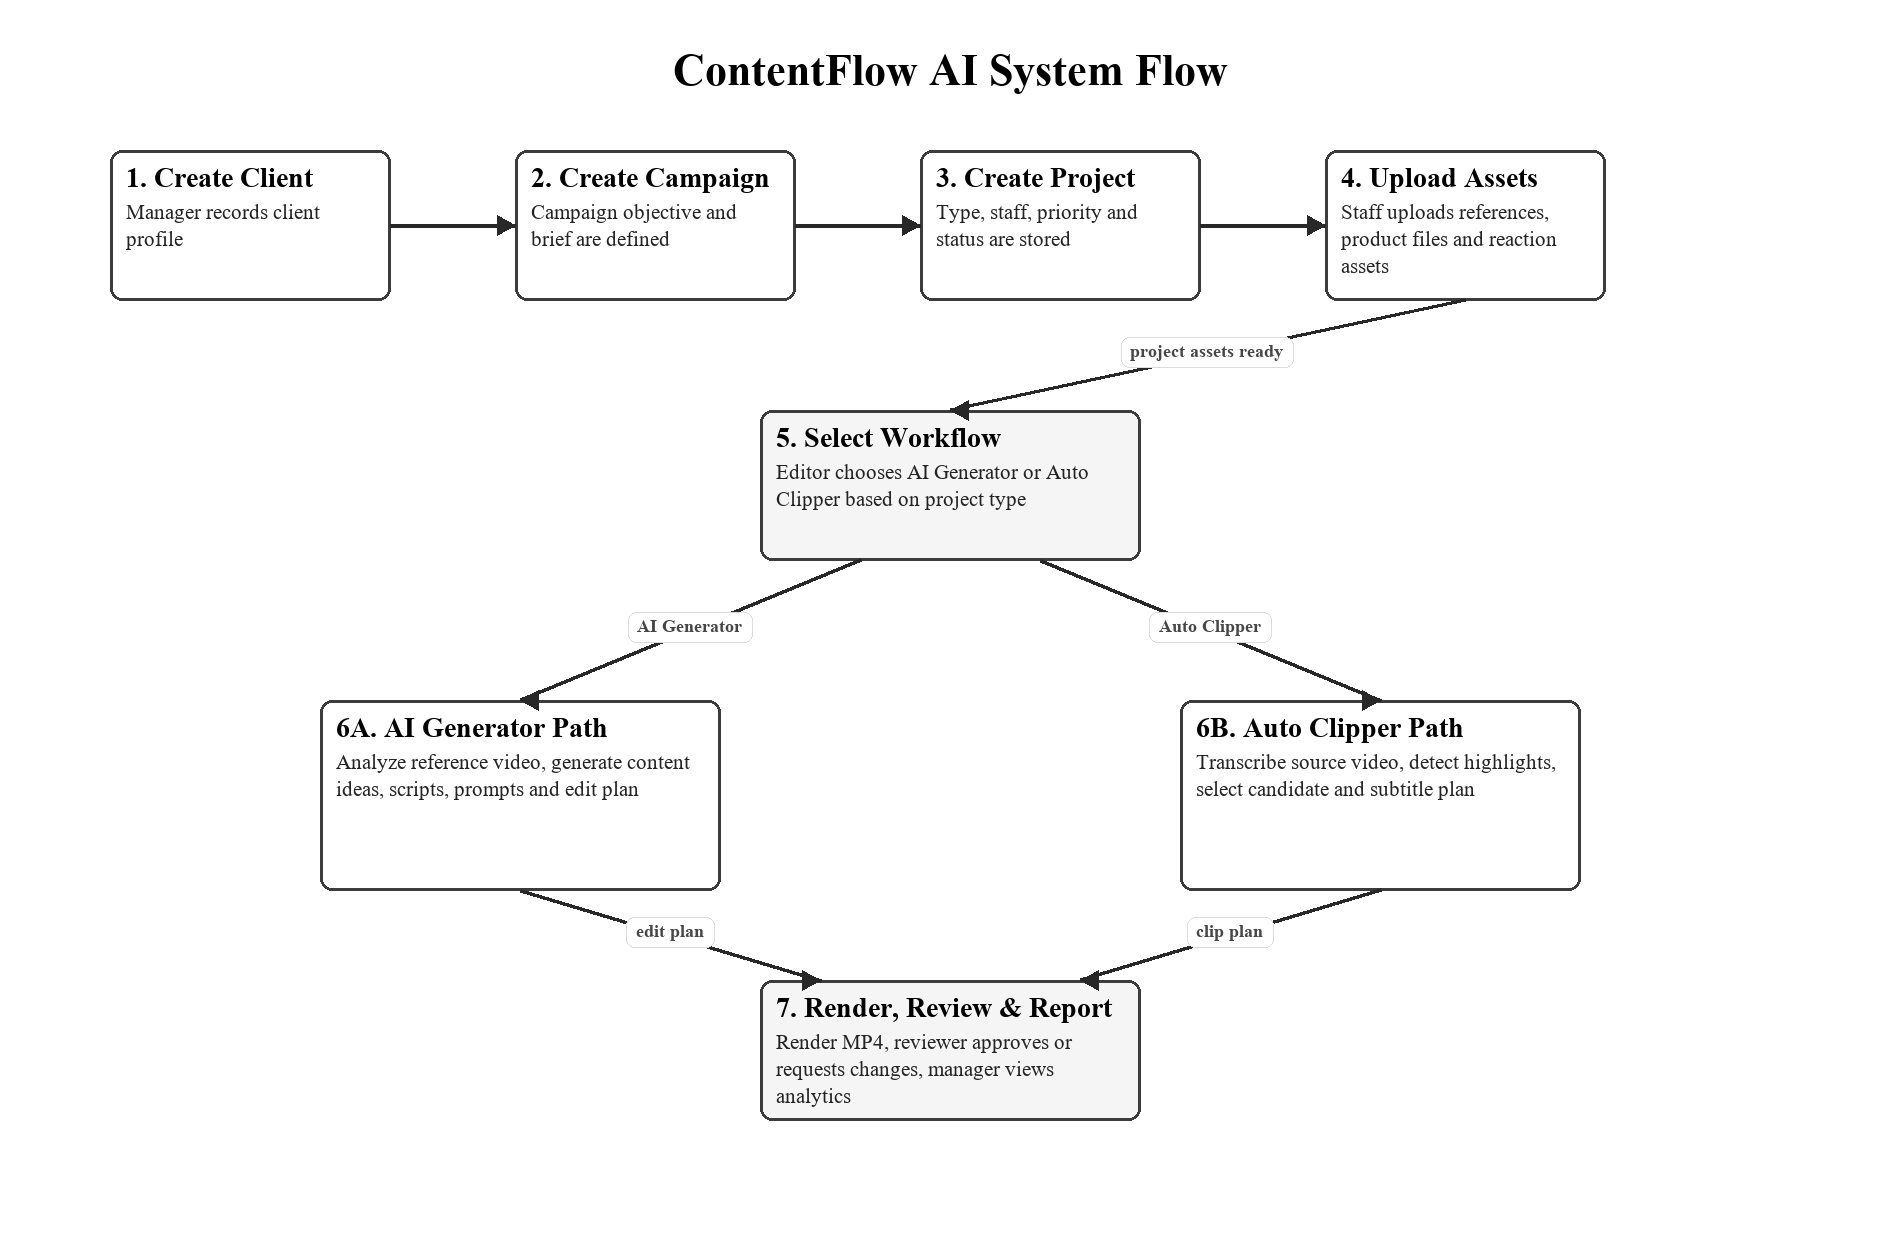 ContentFlow AI System Flow
1. Create Client
Manager records client
profile
2. Create Campaign
Campaign objective and
brief are defined
3. Create Project
Type, staff, priority and
status are stored
4. Upload Assets
Staff uploads references,
product files and reaction
assets
project assets ready
5. Select Workflow
Editor chooses AI Generator or Auto
Clipper based on project type
AI Generator
Auto Clipper
6A. AI Generator Path
Analyze reference video, generate content
ideas, scripts, prompts and edit plan
6B. Auto Clipper Path
Transcribe source video, detect highlights,
select candidate and subtitle plan
edit plan
clip plan
7. Render, Review & Report
Render MP4, reviewer approves or
requests changes, manager views
analytics